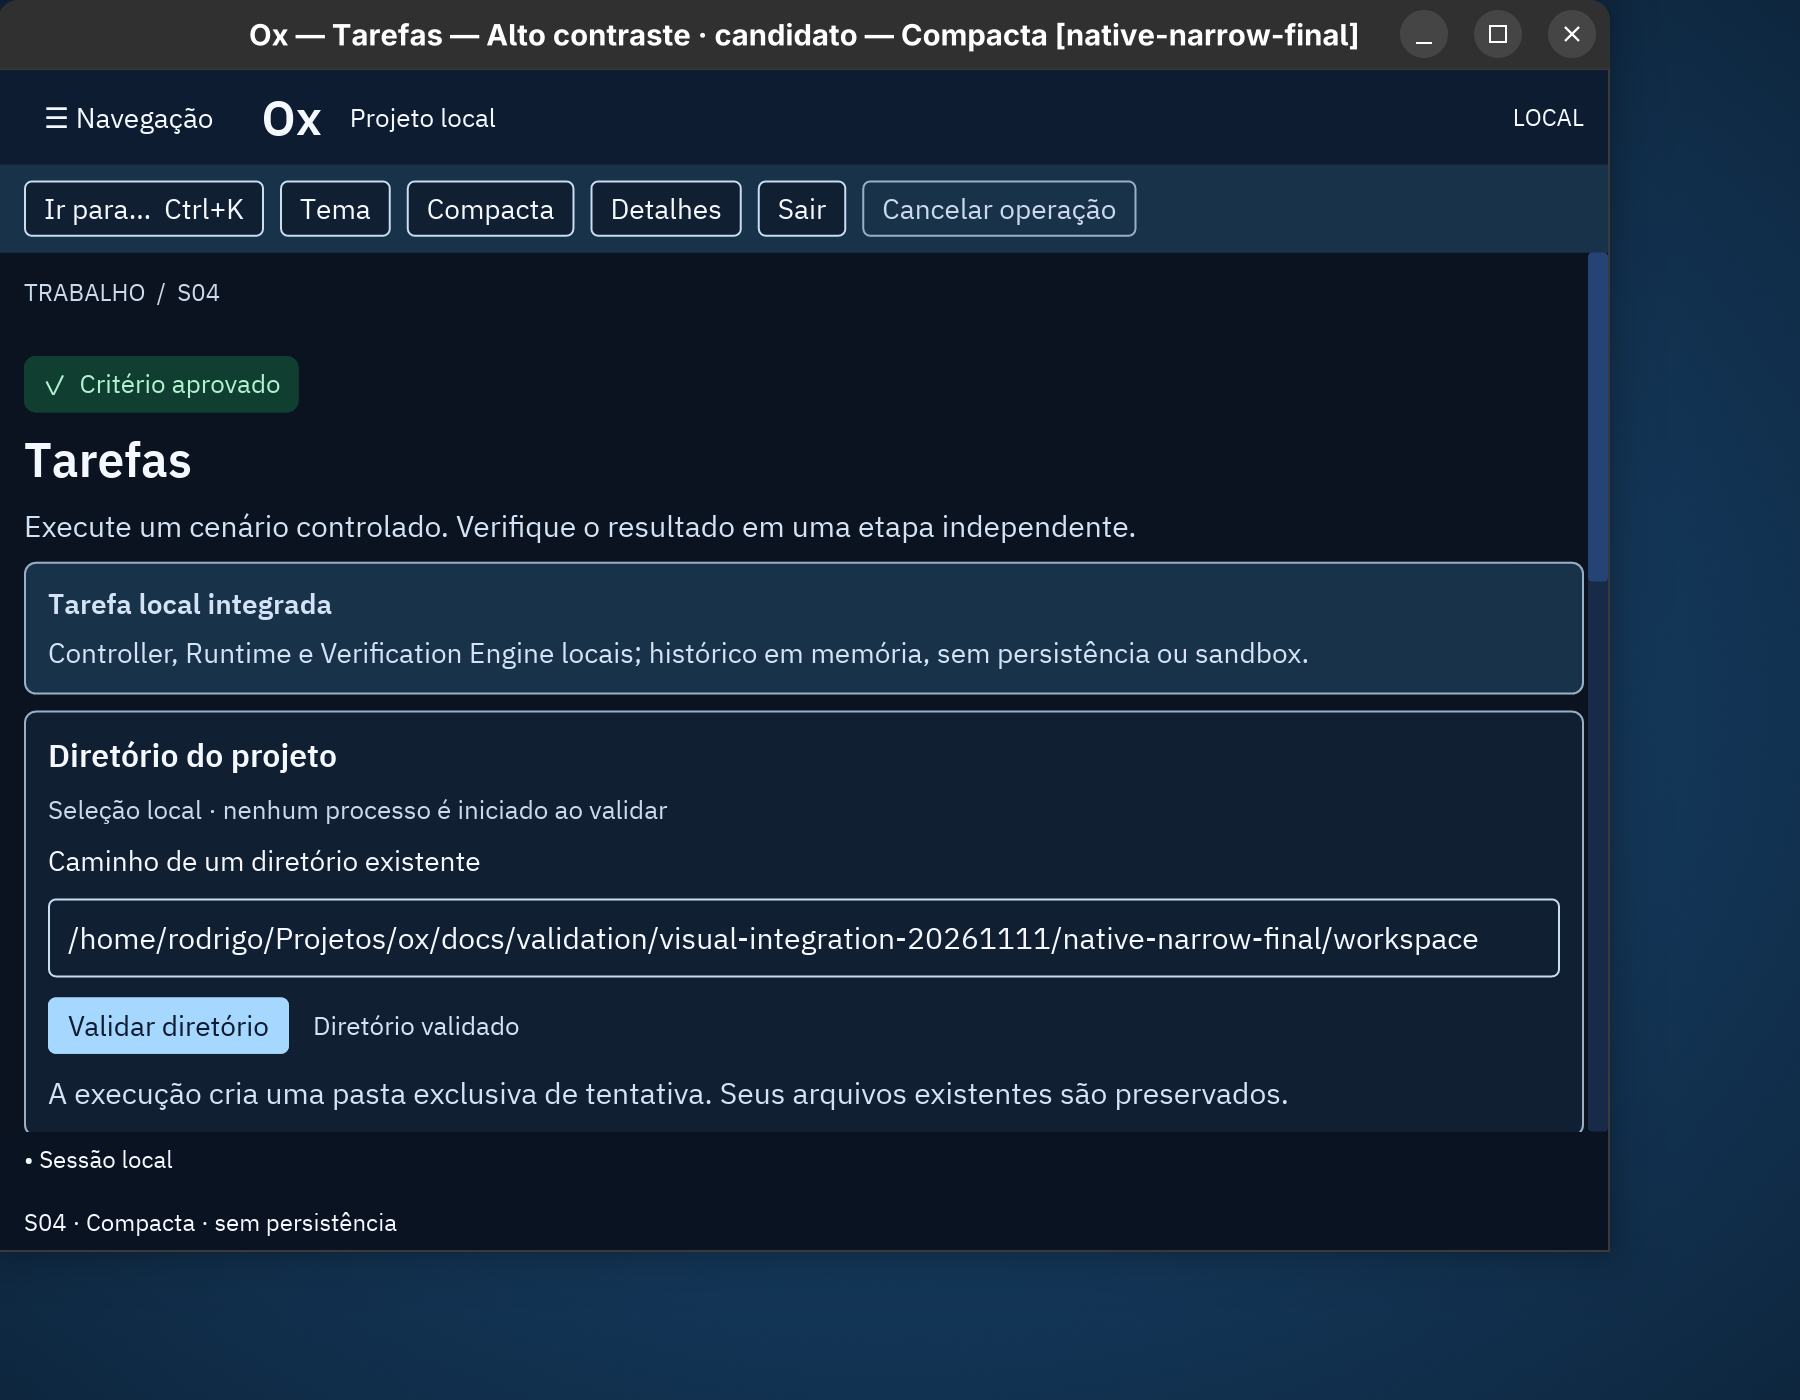 Ox — Tarefas — Alto contraste · candidato — Compacta [native-narrow-final]
☰ Navegação Ox Projeto local LOCAL
Ir para... Ctrl+K Tema Compacta Detalhes Sair Cancelar operação
TRABALHO / S04
✓ Critério aprovado
Tarefas
Execute um cenário controlado. Verifique o resultado em uma etapa independente.
Tarefa local integrada
Controller, Runtime e Verification Engine locais; histórico em memória, sem persistência ou sandbox.
Diretório do projeto
Seleção local · nenhum processo é iniciado ao validar
Caminho de um diretório existente
/home/rodrigo/Projetos/ox/docs/validation/visual-integration-20261111/native-narrow-final/workspace
Validar diretório Diretório validado
A execução cria uma pasta exclusiva de tentativa. Seus arquivos existentes são preservados.
• Sessão local
S04 · Compacta · sem persistência